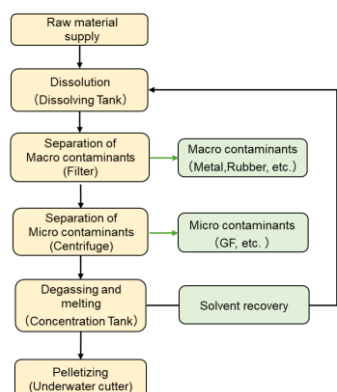 Raw material
supply
Dissolution
(Dissolving Tank)
Separation of
Macro contaminants
(Filter)
Macro contaminants
(Metal,Rubber, etc.)
Separation of
Micro contaminants
(Centrifuge)
Micro contaminants
(GF, etc. )
Degassing and
melting
(Concentration Tank)
Solvent recovery
Pelletizing
(Underwater cutter)